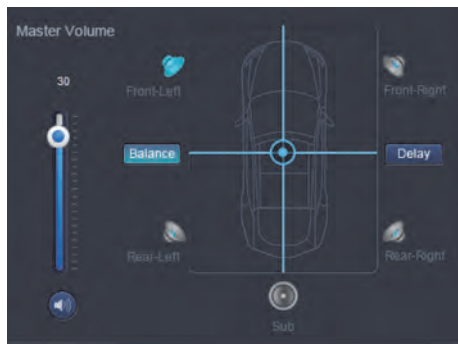 Master Volume
30
Front-Left
Front-Right
Balance
Delay
Rear-Left
Rear-Right
Sub